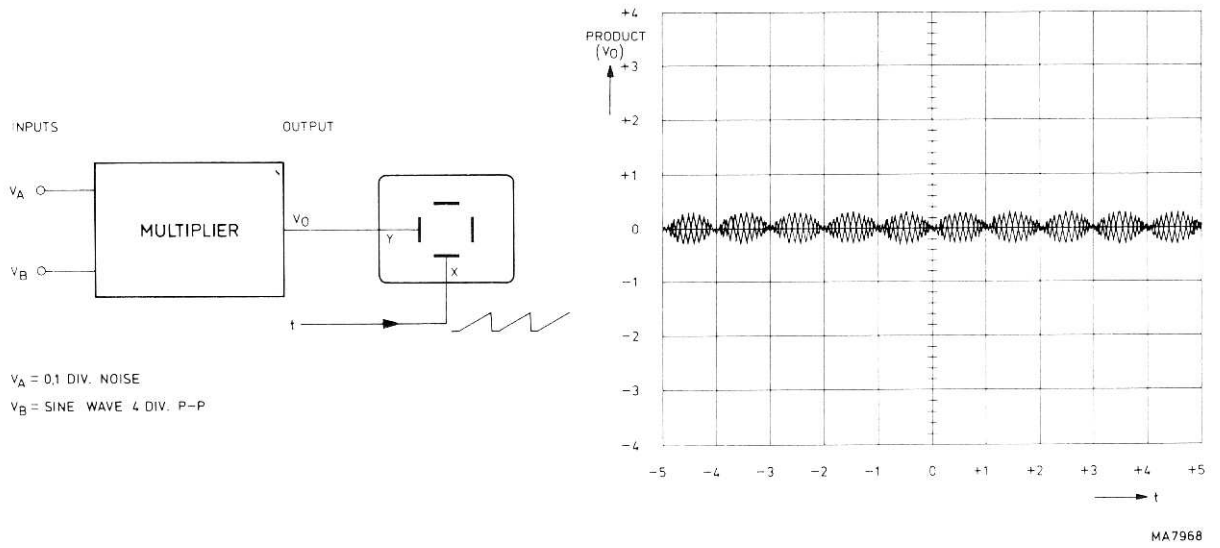 INPUTS
OUTPUT
VA
MULTIPLIER
VO
Y
X
VB
t
VA = 0,1 DIV. NOISE
VB = SINE WAVE 4 DIV. P-P
PRODUCT
(VO)
+4
+3
+2
+1
0
-1
-2
-3
-4
-5 -4 -3 -2 -1 0 +1 +2 +3 +4 +5
t
MA7968